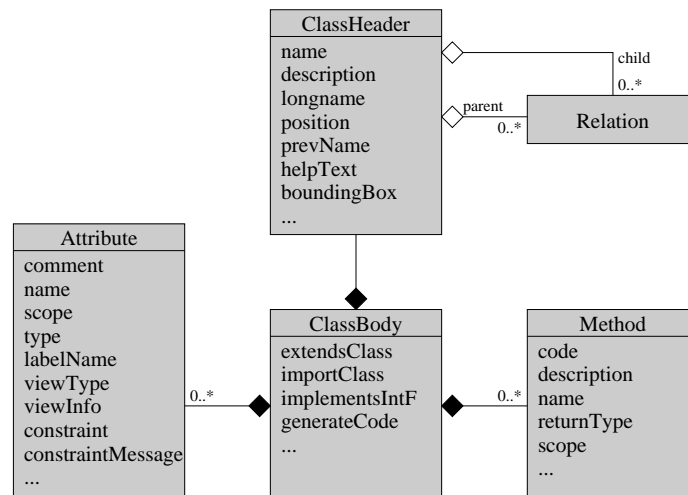 ClassHeader
name
description
longname
position
prevName
helpText
boundingBox
...
child
0..*
parent
0..*
Relation
Attribute
comment
name
scope
type
labelName
viewType
viewInfo
constraint
constraintMessage
...
0..*
ClassBody
extendsClass
importClass
implementsIntF
generateCode
...
0..*
Method
code
description
name
returnType
scope
...